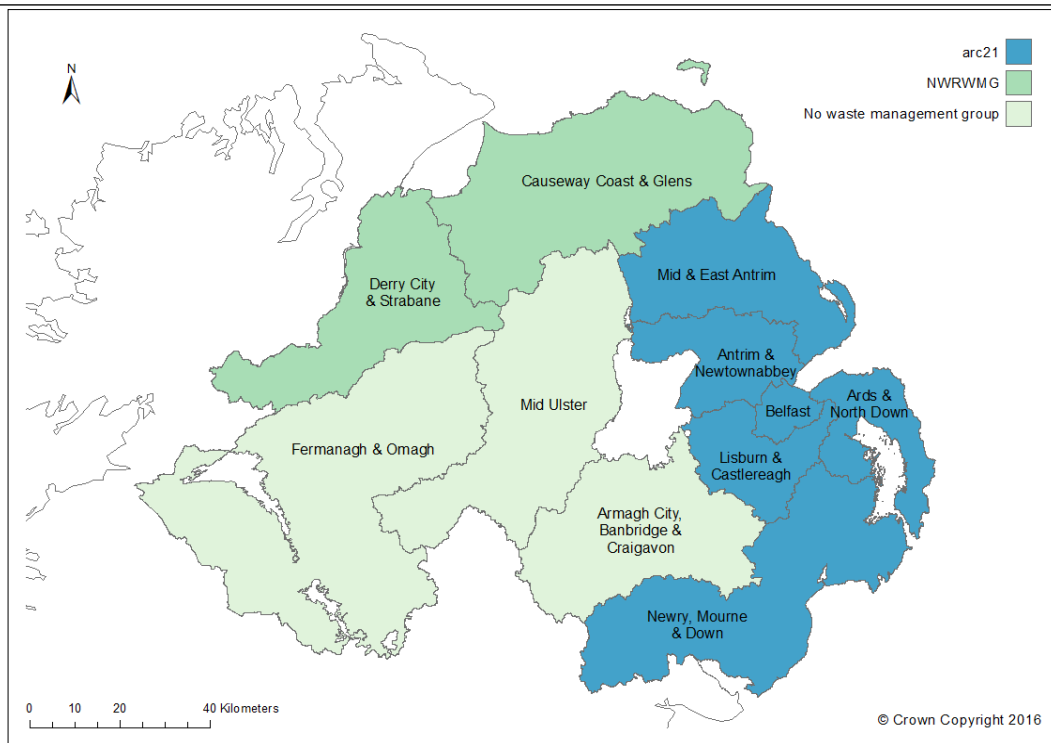 N
arc21
NWRWMG
No waste management group
Causeway Coast & Glens
Derry City
& Strabane
Mid & East Antrim
Antrim &
Newtownabbey
Mid Ulster
Belfast
Ards &
North Down
Fermanagh & Omagh
Lisburn &
Castlereagh
Armagh City,
Banbridge &
Craigavon
Newry, Mourne
& Down
0 10 20 40 Kilometers
© Crown Copyright 2016